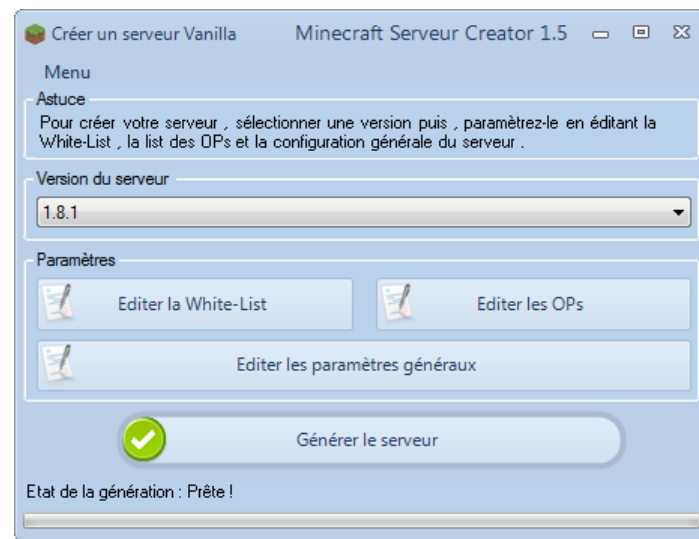 Créer un serveur Vanilla Minecraft Serveur Creator 1.5
Menu
Astuce
Pour créer votre serveur , sélectionner une version puis , paramètrez-le en éditant la
White-List , la list des OPs et la configuration générale du serveur .
Version du serveur
1.8.1
Paramètres
Editer la White-List
Editer les OPs
Editer les paramètres généraux
Générer le serveur
Etat de la génération : Prête !